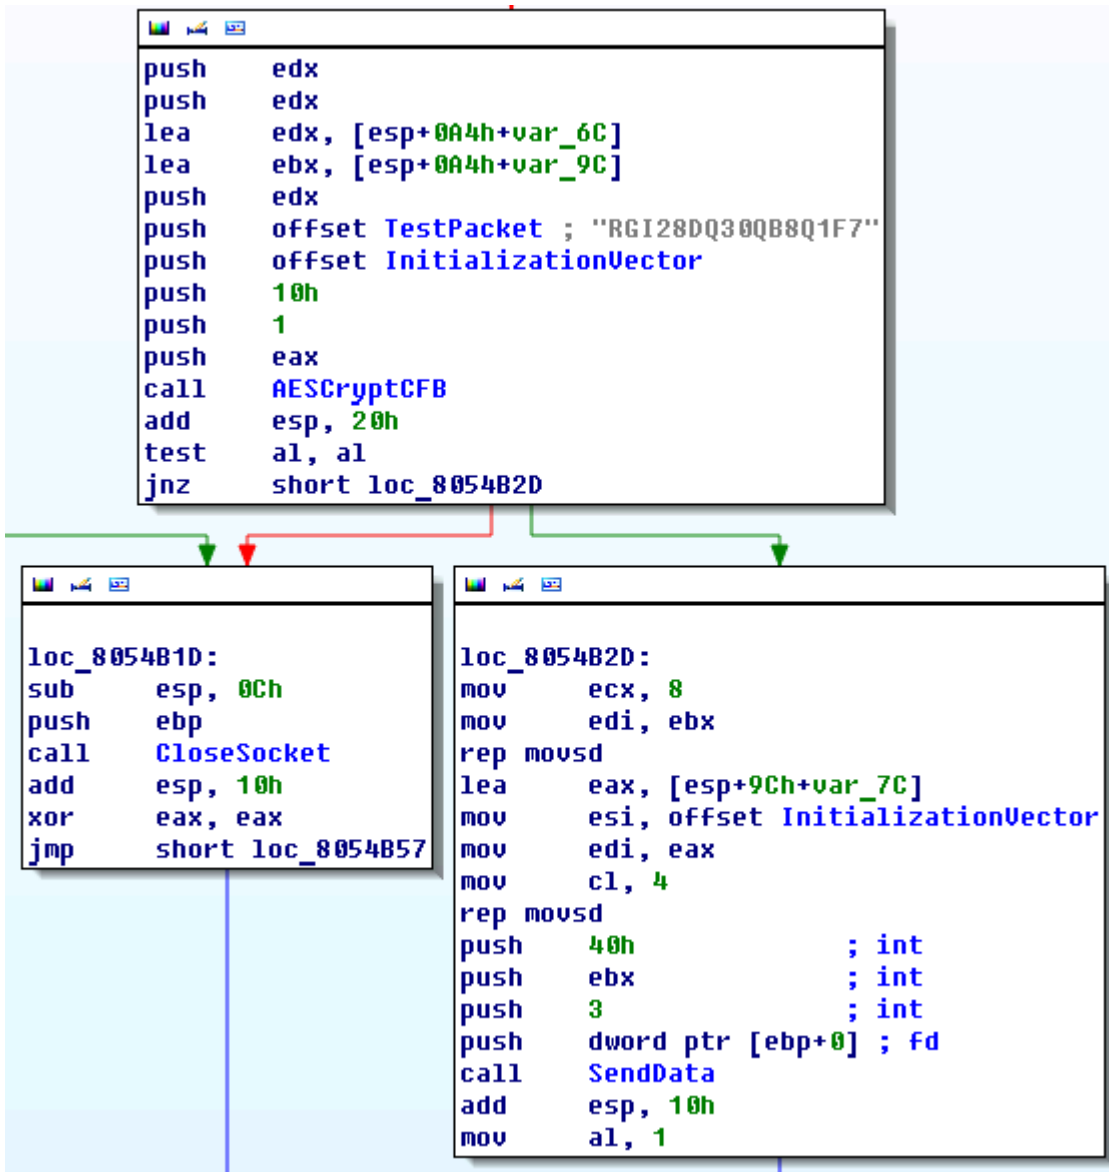 push edx
push edx
lea edx, [esp+0A4h+var_6C]
lea ebx, [esp+0A4h+var_9C]
push edx
push offset TestPacket ; "RGI28DQ30QB8Q1F7"
push offset InitializationVector
push 10h
push 1
push eax
call AESCryptCFB
add esp, 20h
test al, al
jnz short loc_8054B2D
loc_8054B1D:
sub esp, 0Ch
push ebp
call CloseSocket
add esp, 10h
xor eax, eax
jmp short loc_8054B57
loc_8054B2D:
mov ecx, 8
mov edi, ebx
rep movsd
lea eax, [esp+9Ch+var_7C]
mov esi, offset InitializationVector
mov edi, eax
mov cl, 4
rep movsd
push 40h ; int
push ebx ; int
push 3 ; int
push dword ptr [ebp+0] ; fd
call SendData
add esp, 10h
mov al, 1